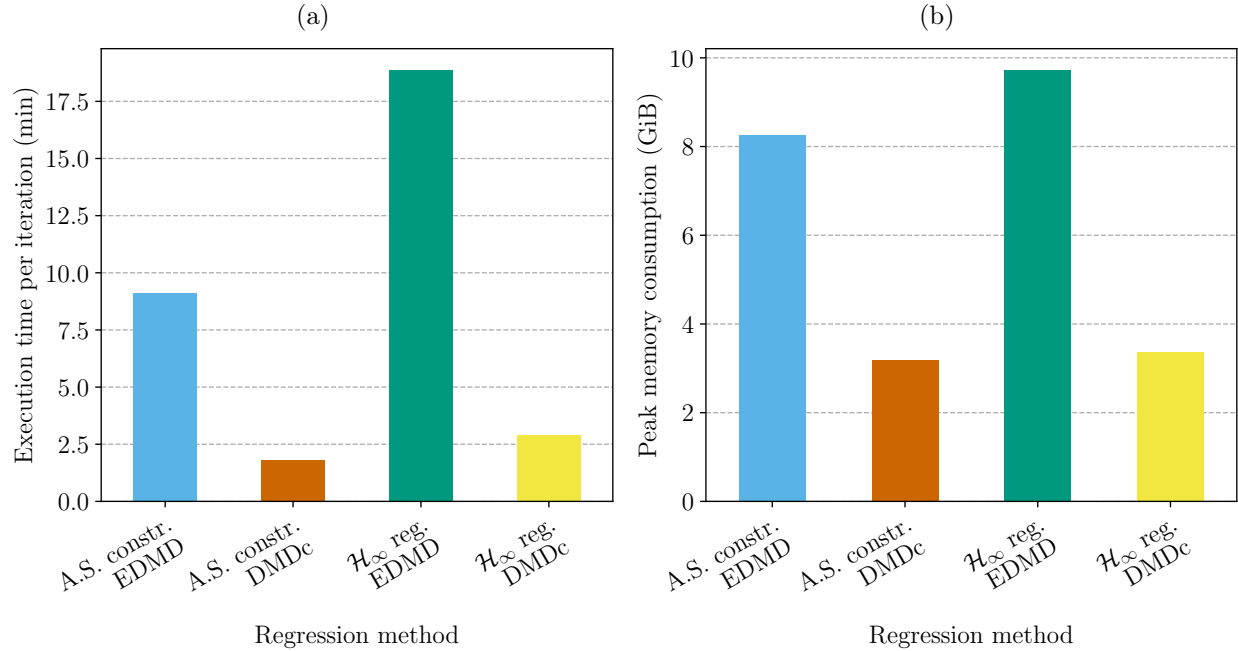 (a)
Execution time per iteration (min)
17.5
15.0
12.5
10.0
7.5
5.0
2.5
0.0
A.S. constr.
EDMD
A.S. constr.
DMDc
ℋ∞ reg.
EDMD
ℋ∞ reg.
DMDc
Regression method
(b)
Peak memory consumption (GiB)
10
8
6
4
2
0
A.S. constr.
EDMD
A.S. constr.
DMDc
ℋ∞ reg.
EDMD
ℋ∞ reg.
DMDc
Regression method